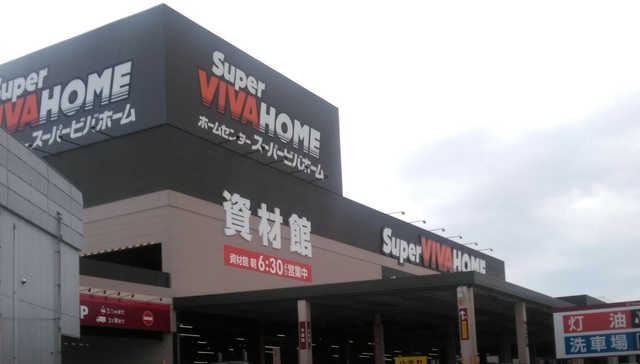 Super
VIVAHOME
スーパービバホーム
Super
VIVAHOME
ホームセンタースーパービバホーム
資材館
資材館 朝6:30より営業中
Super VIVAHOME
P
灯油
洗車場